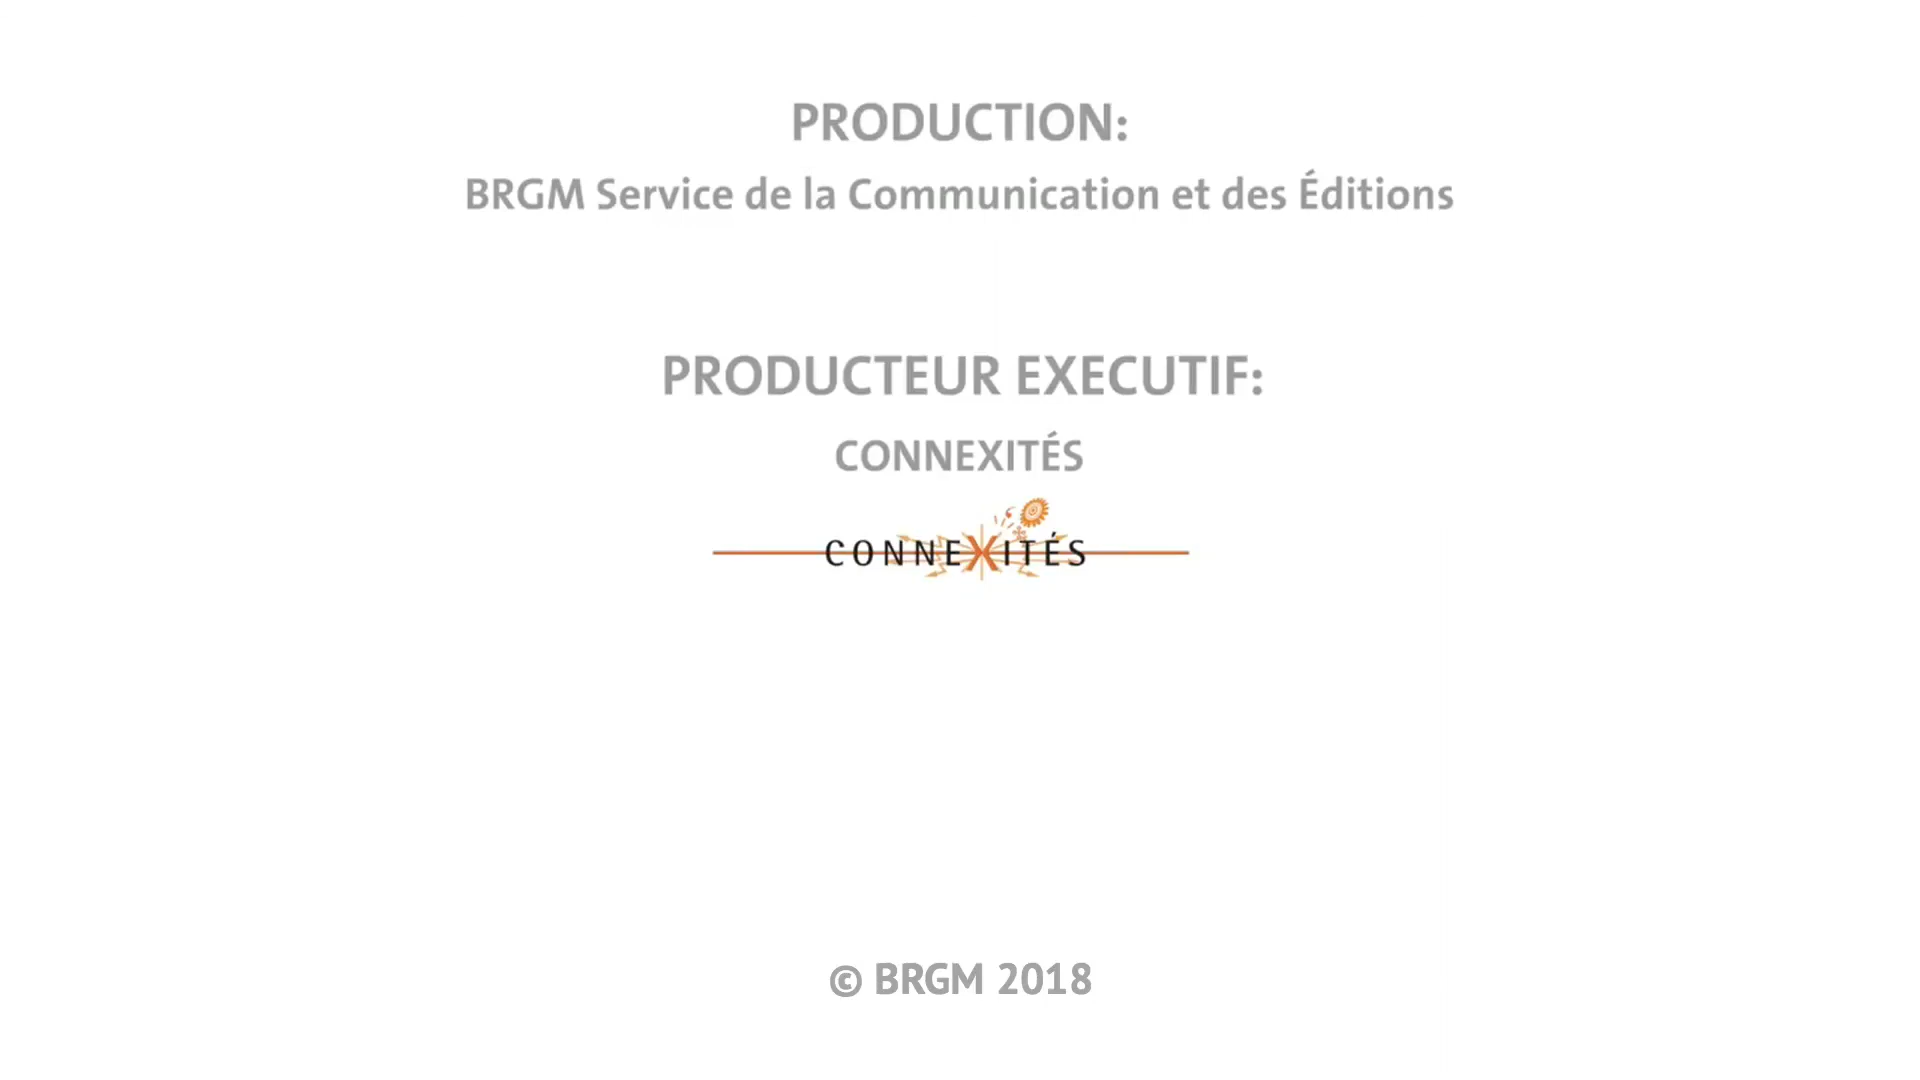 PRODUCTION:
BRGM Service de la Communication et des Éditions
PRODUCTEUR EXECUTIF:
CONNEXITÉS
CONNEXITÉS
© BRGM 2018